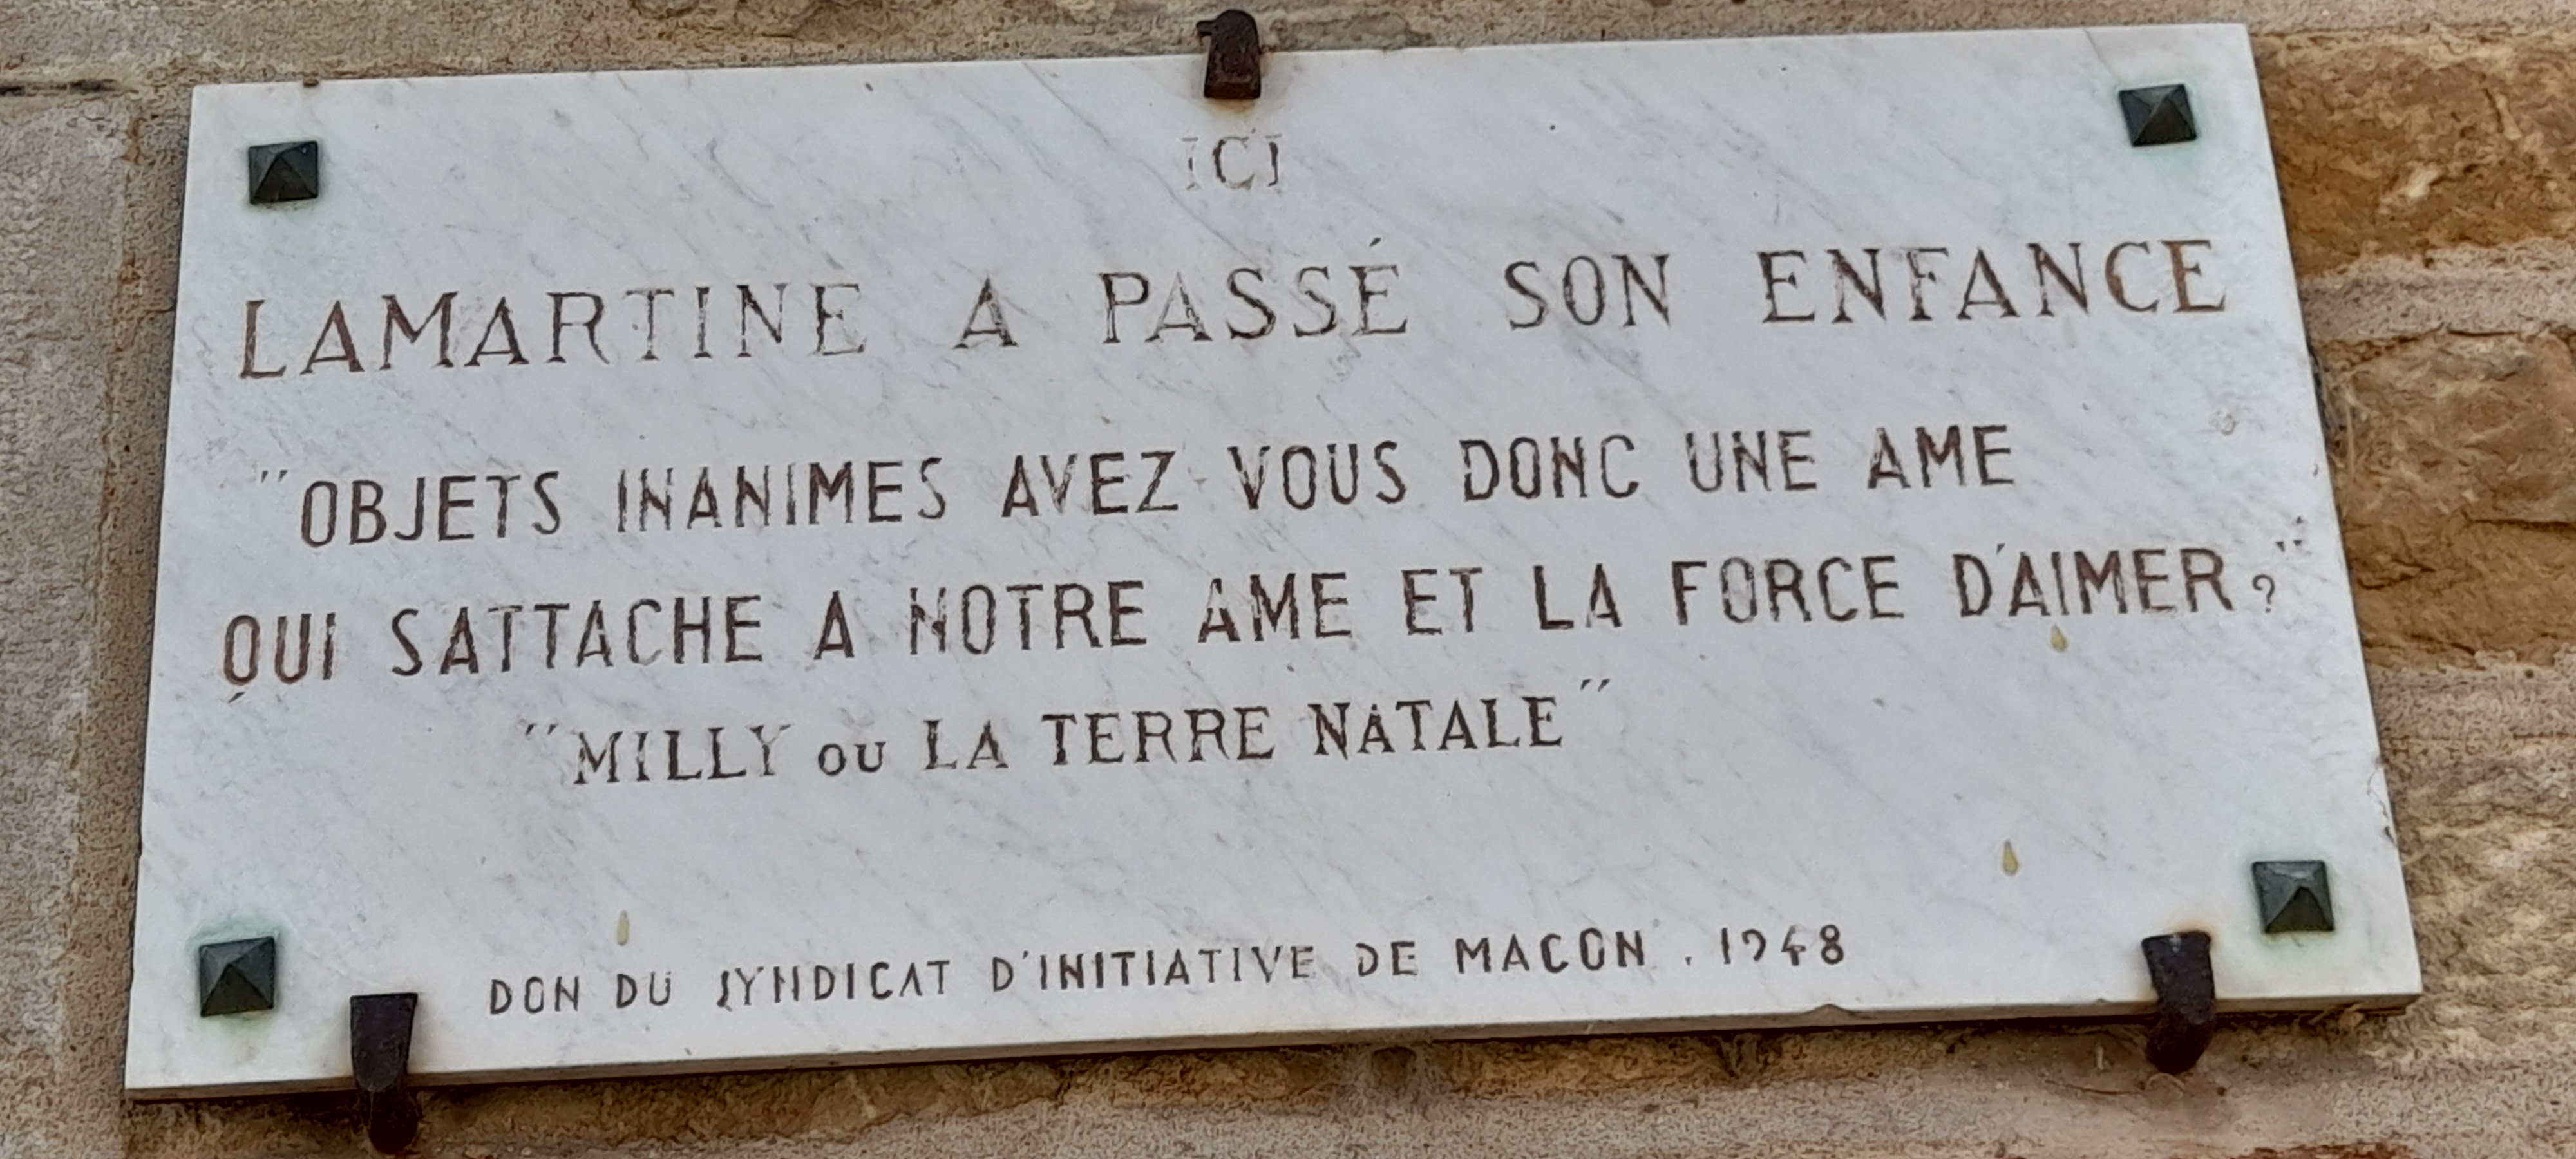 ICI
LAMARTINE A PASSÉ SON ENFANCE
"OBJETS INANIMES AVEZ VOUS DONC UNE AME
QUI SATTACHE A NOTRE AME ET LA FORCE D'AIMER ?"
"MILLY OU LA TERRE NATALE"
DON DU SYNDICAT D'INITIATIVE DE MACON . 1948